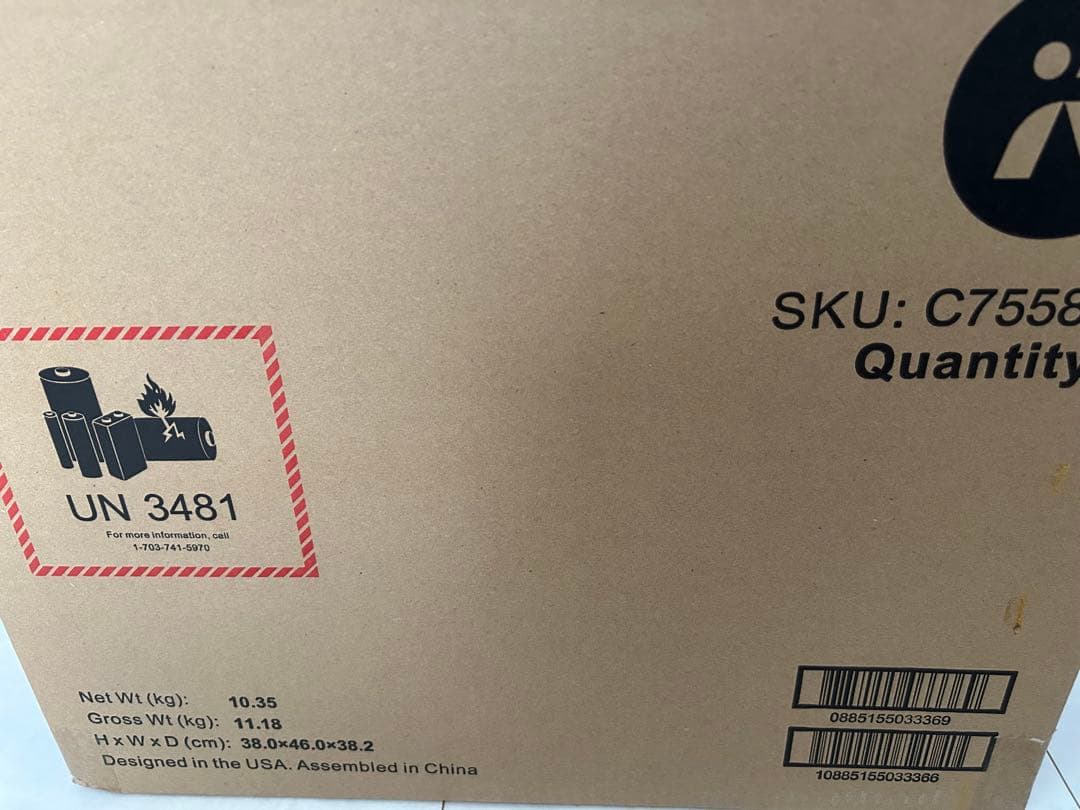 SKU: C7558
Quantity
UN 3481
For more information, call
1-703-741-5970
Net Wt (kg): 10.35
Gross Wt (kg): 11.18
H x W x D (cm): 38.0×46.0×38.2
Designed in the USA. Assembled in China
0885155033369
10885155033366